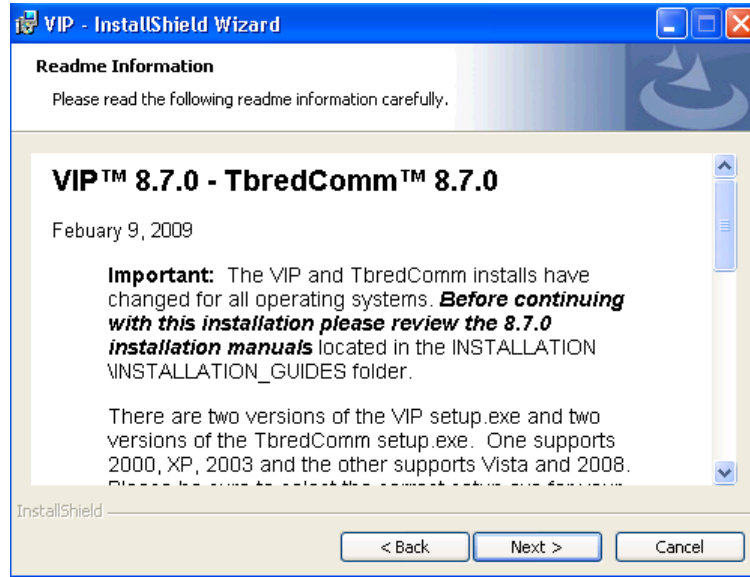 VIP - InstallShield Wizard
Readme Information
Please read the following readme information carefully.
VIP™ 8.7.0 - TbredComm™ 8.7.0
Febuary 9, 2009
Important: The VIP and TbredComm installs have
changed for all operating systems. Before continuing
with this installation please review the 8.7.0
installation manuals located in the INSTALLATION
\INSTALLATION_GUIDES folder.
There are two versions of the VIP setup.exe and two
versions of the TbredComm setup.exe. One supports
2000, XP, 2003 and the other supports Vista and 2008.
InstallShield
< Back Next > Cancel